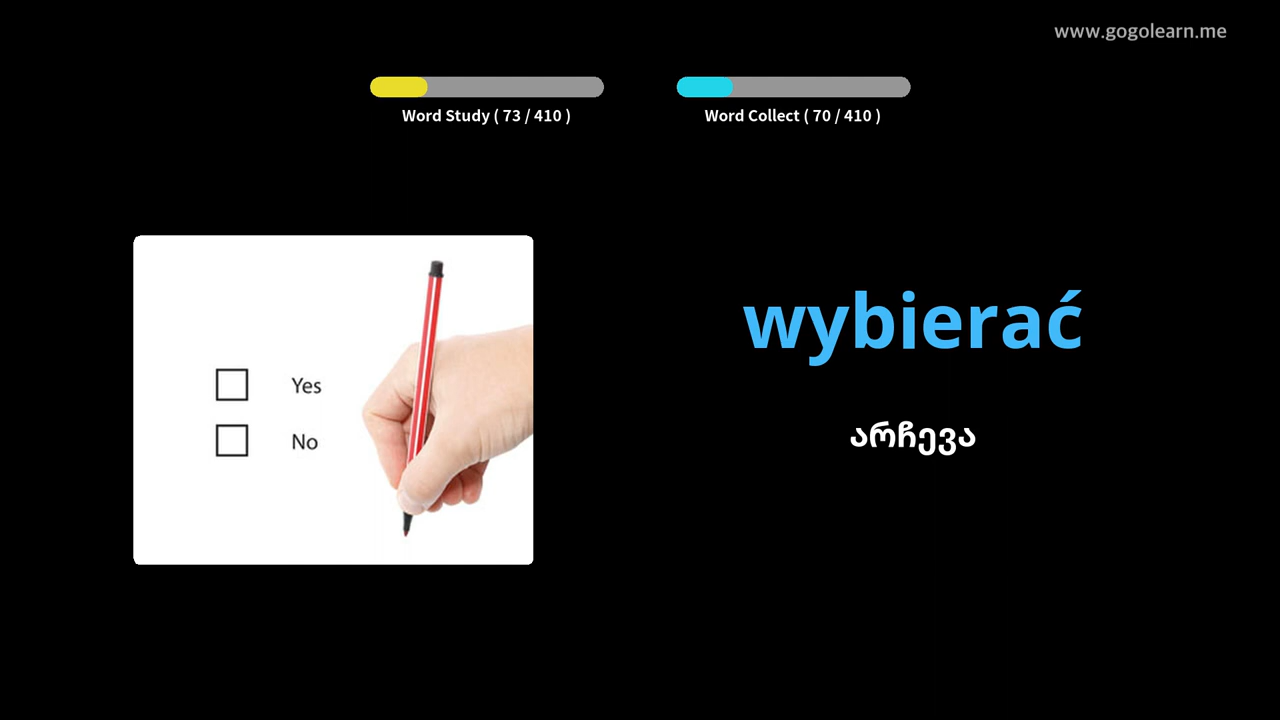 www.gogolearn.me
Word Study ( 73 / 410 )
Word Collect ( 70 / 410 )
Yes
No
wybierać
არჩევა